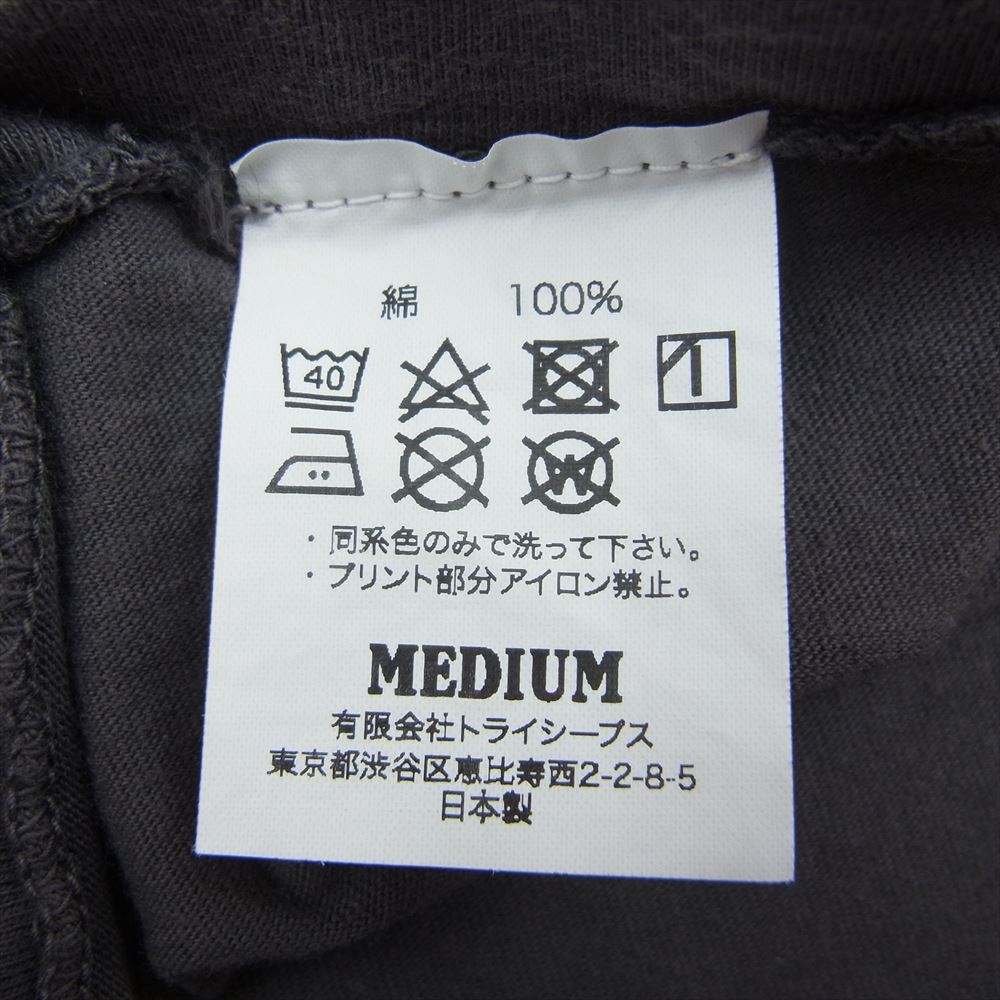 綿 100%
40
・同系色のみで洗って下さい。
・プリント部分アイロン禁止。
MEDIUM
有限会社トライシープス
東京都渋谷区恵比寿西2-2-8-5
日本製